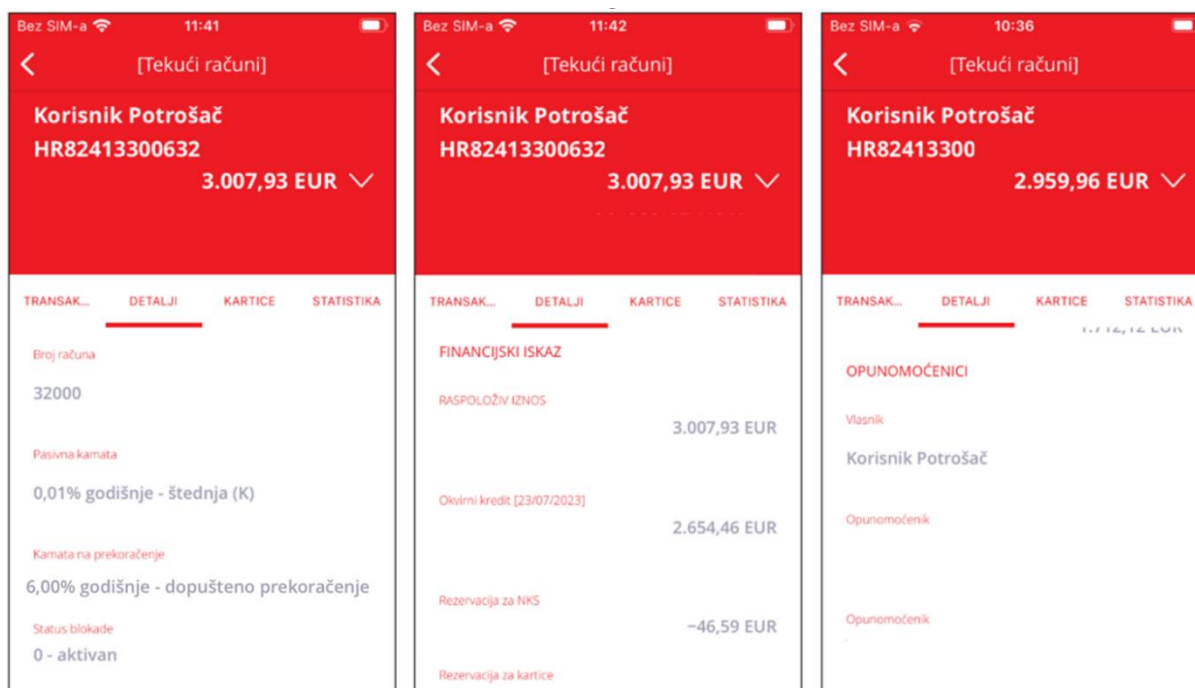 Bez SIM-a 11:41
[Tekući računi]
Korisnik Potrošač
HR82413300632
3.007,93 EUR
TRANSAK... DETALJI KARTICE STATISTIKA
Broj računa
32000
Pasivna kamata
0,01% godišnje - štednja (K)
Kamata na prekoračenje
6,00% godišnje - dopušteno prekoračenje
Status blokade
0 - aktivan
Bez SIM-a 11:42
[Tekući računi]
Korisnik Potrošač
HR82413300632
3.007,93 EUR
TRANSAK... DETALJI KARTICE STATISTIKA
FINANCIJSKI ISKAZ
RASPOLOŽIV IZNOS
3.007,93 EUR
Okvirni kredit [23/07/2023]
2.654,46 EUR
Rezervacija za NKS
−46,59 EUR
Rezervacija za kartice
Bez SIM-a 10:36
[Tekući računi]
Korisnik Potrošač
HR82413300
2.959,96 EUR
TRANSAK... DETALJI KARTICE STATISTIKA
OPUNOMOĆENICI
Vlasnik
Korisnik Potrošač
Opunomoćenik
Opunomoćenik